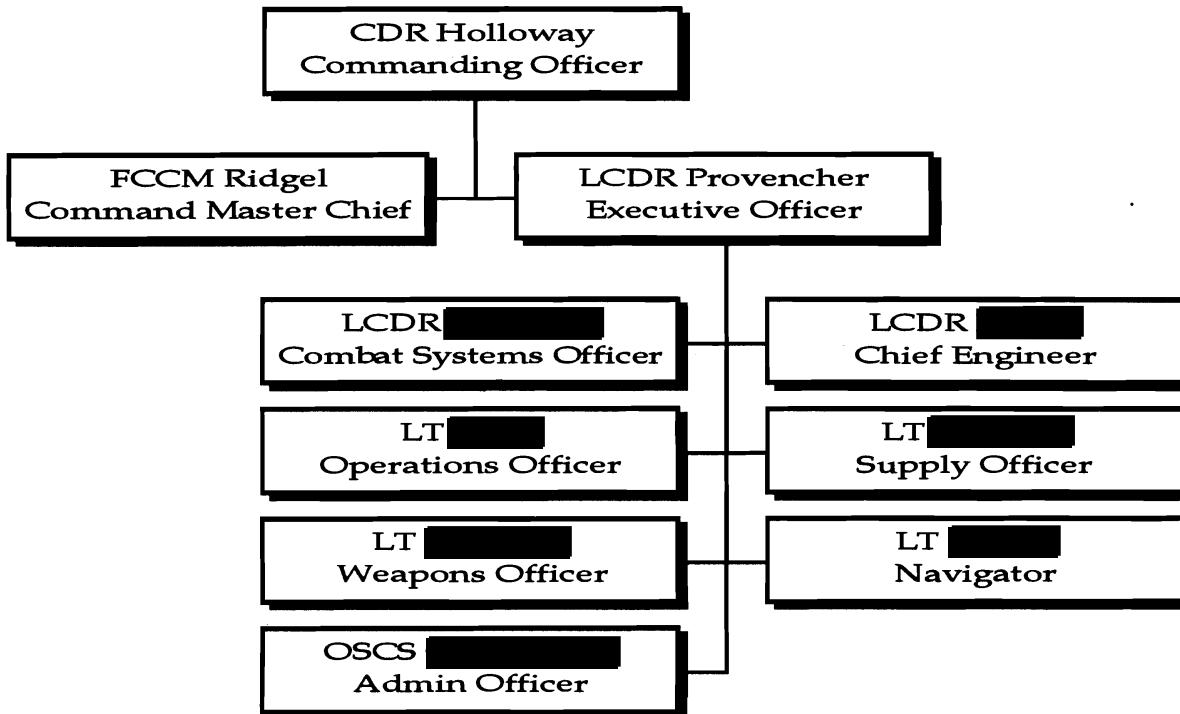 CDR Holloway
Commanding Officer
FCCM Ridgel
Command Master Chief
LCDR Provencher
Executive Officer
LCDR
Combat Systems Officer
LCDR
Chief Engineer
LT
Operations Officer
LT
Supply Officer
LT
Weapons Officer
LT
Navigator
OSCS
Admin Officer